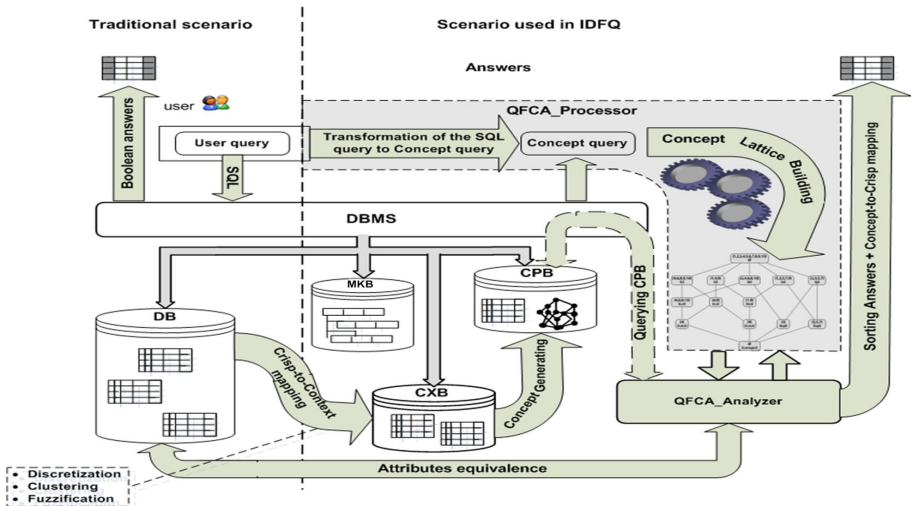 Traditional scenario
Scenario used in IDFQ
Answers
user
QFCA_Processor
Boolean answers
User query
Transformation of the SQL
query to Concept query
Concept query
Concept
Lattice
Building
SQL
DBMS
Sorting Answers + Concept-to-Crisp mapping
MKB
CPB
DB
Querying CPB
Crisp-to-Context
mapping
CXB
Concept
Generating
QFCA_Analyzer
Attributes equivalence
• Discretization
• Clustering
• Fuzzification